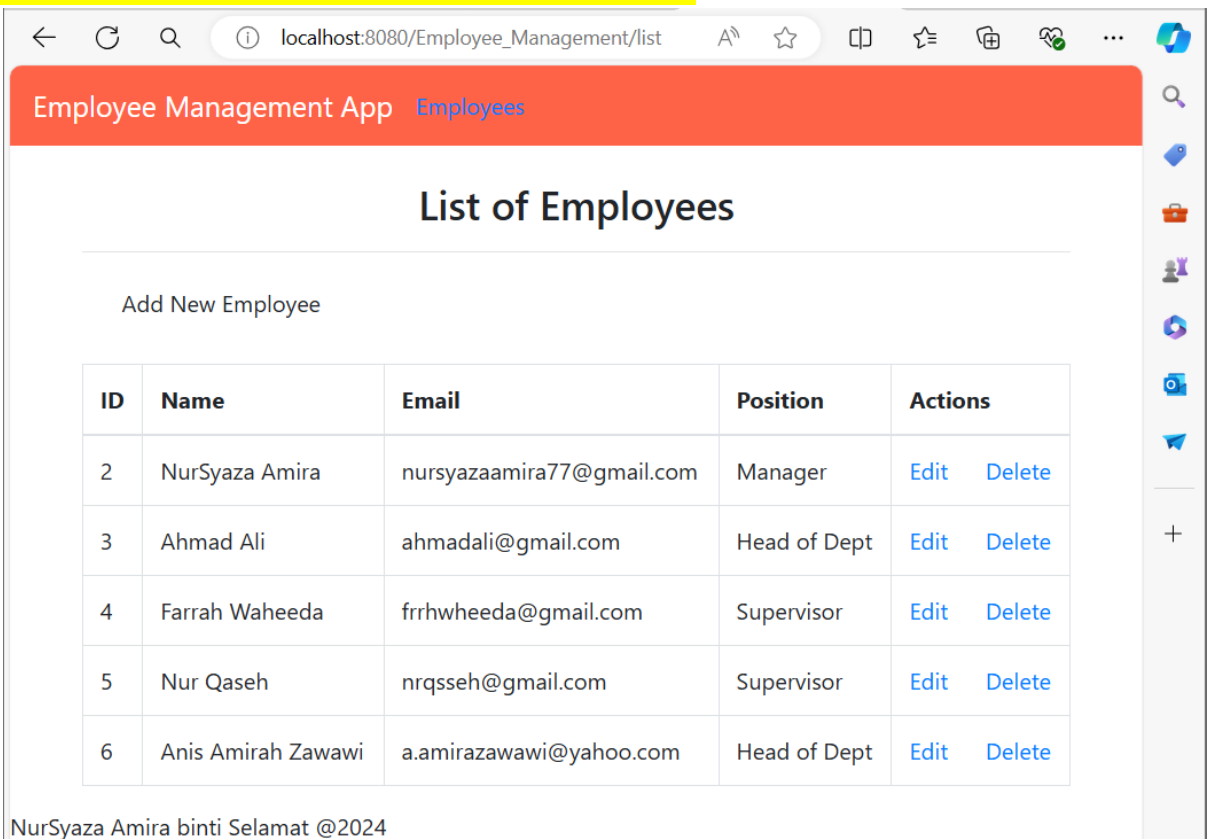 localhost:8080/Employee_Management/list
Employee Management App Employees
List of Employees
Add New Employee
ID Name Email Position Actions
2 NurSyaza Amira nursyazaamira77@gmail.com Manager Edit Delete
3 Ahmad Ali ahmadali@gmail.com Head of Dept Edit Delete
4 Farrah Waheeda frrhwheeda@gmail.com Supervisor Edit Delete
5 Nur Qaseh nrqsseh@gmail.com Supervisor Edit Delete
6 Anis Amirah Zawawi a.amirazawawi@yahoo.com Head of Dept Edit Delete
NurSyaza Amira binti Selamat @2024